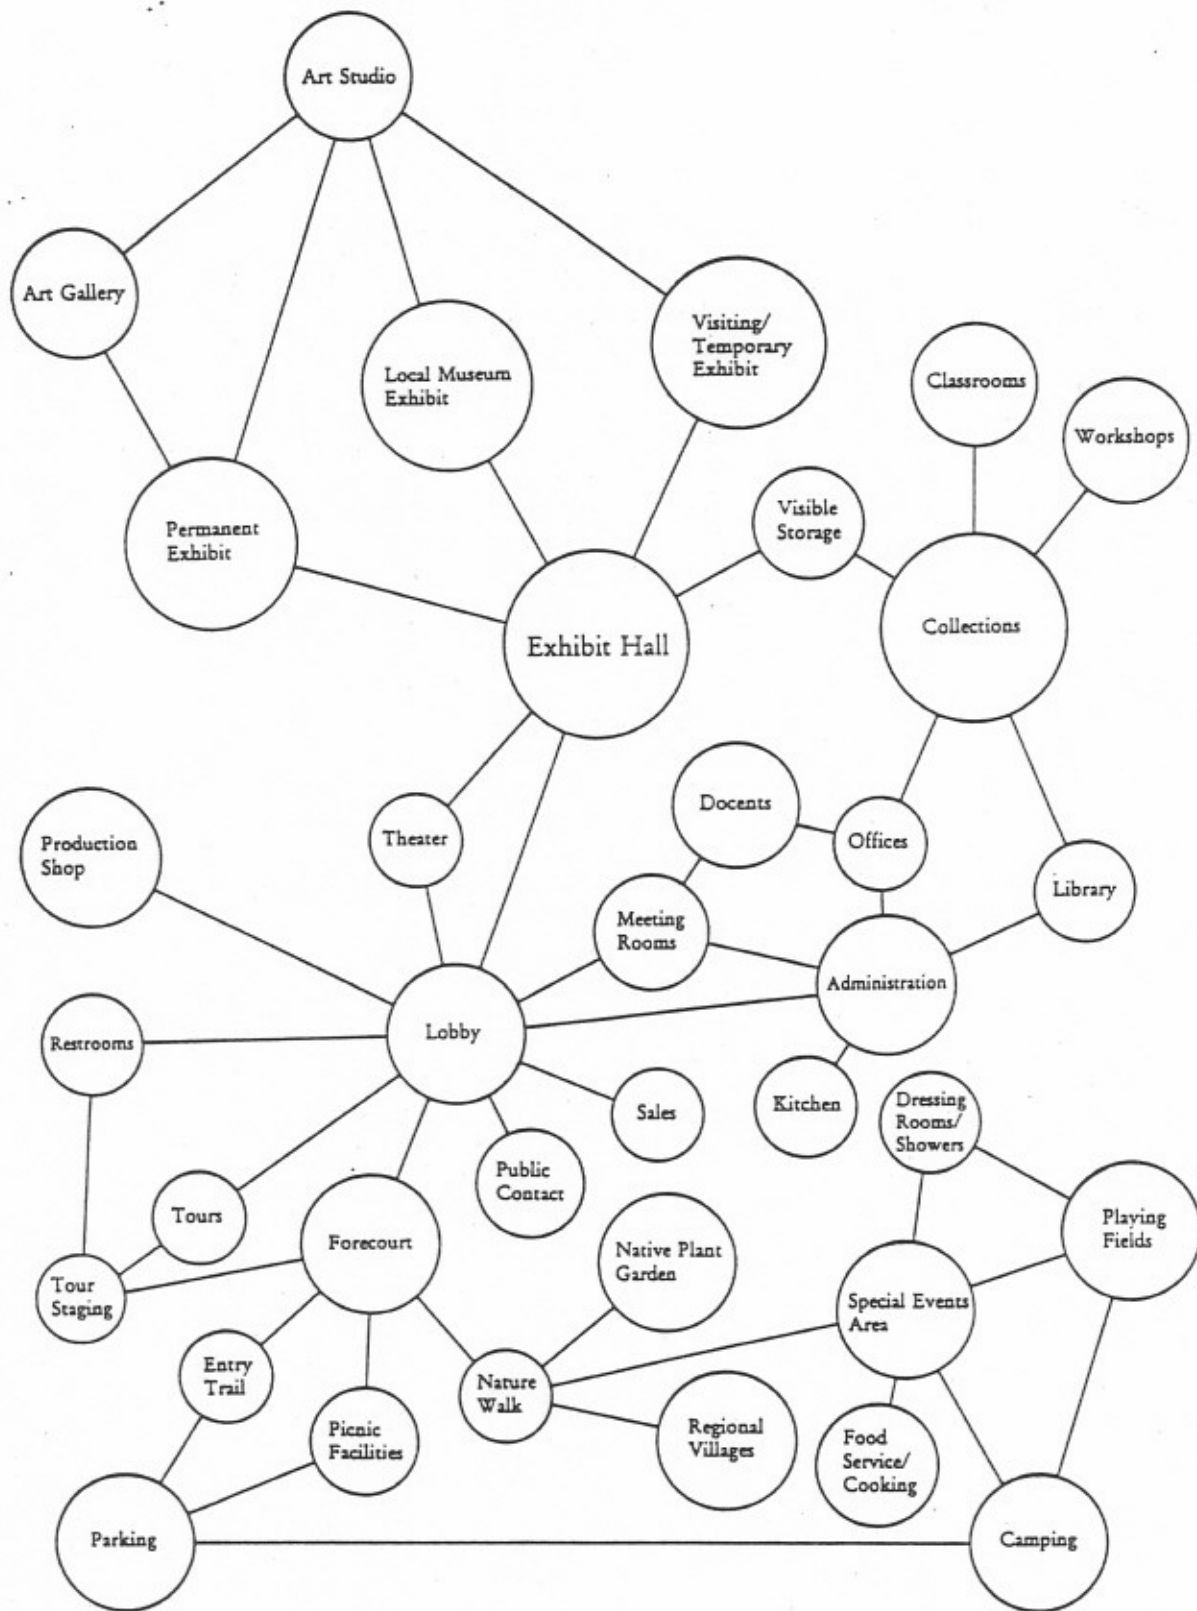 Art Studio
Art Gallery
Local Museum
Exhibit
Visiting/
Temporary
Exhibit
Classrooms
Workshops
Permanent
Exhibit
Visible
Storage
Exhibit Hall
Collections
Production
Shop
Theater
Docents
Offices
Library
Meeting
Rooms
Administration
Restrooms
Lobby
Sales
Kitchen
Dressing
Rooms/
Showers
Public
Contact
Tours
Forecourt
Native Plant
Garden
Playing
Fields
Tour
Staging
Special Events
Area
Entry
Trail
Nature
Walk
Picnic
Facilities
Regional
Villages
Food
Service/
Cooking
Parking
Camping